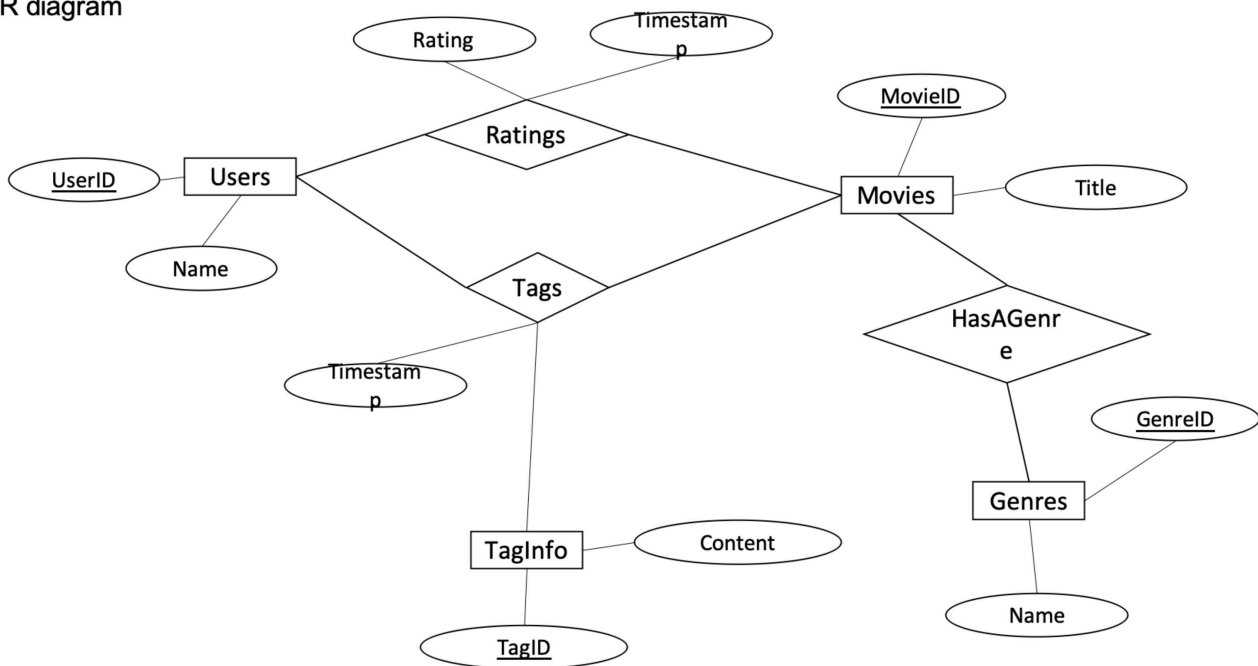 R diagram
Rating
Timestam
p
MovieID
Ratings
UserID
Users
Movies
Title
Name
Tags
HasAGenr
e
Timestam
p
GenreID
Genres
TagInfo
Content
Name
TagID